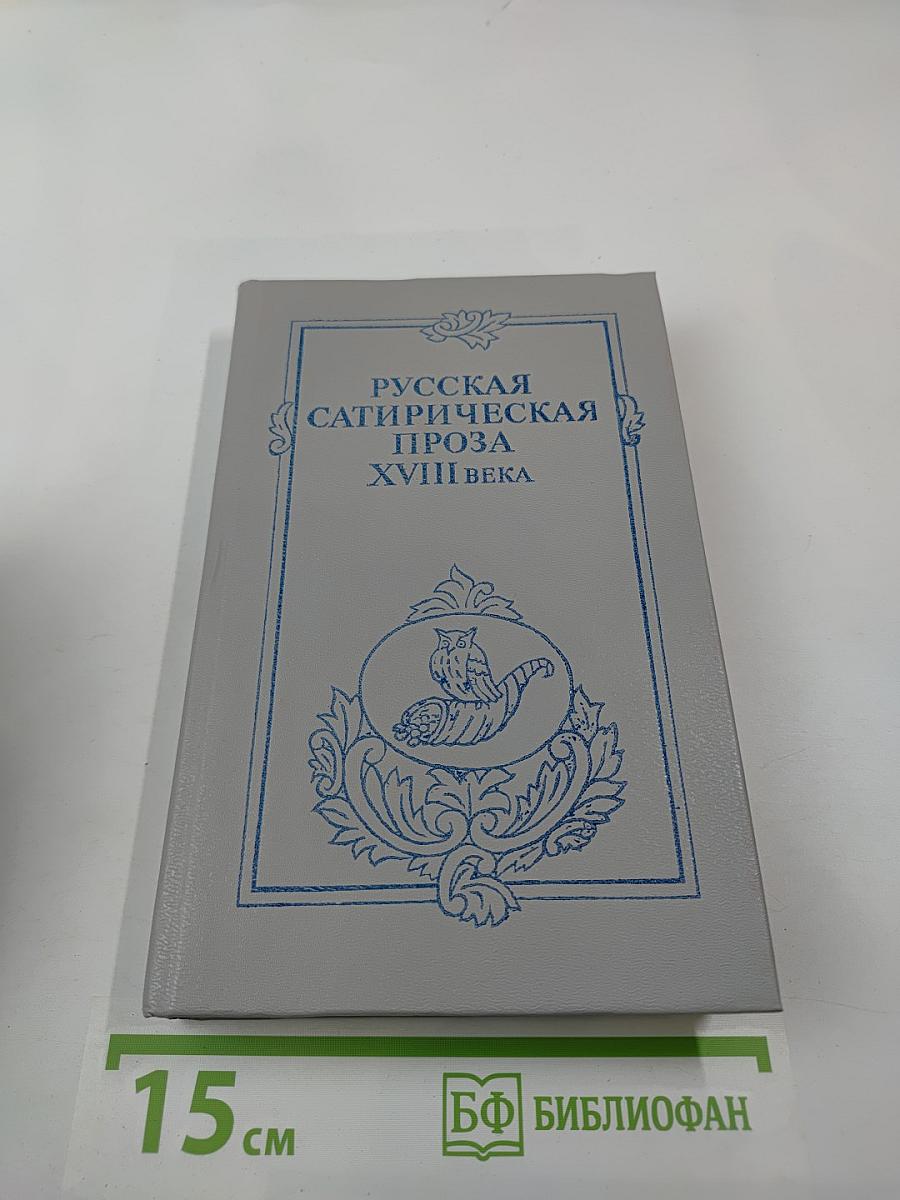 РУССКАЯ
САТИРИЧЕСКАЯ
ПРОЗА
XVIII ВЕКА
15 см
БФ БИБЛИОФАН